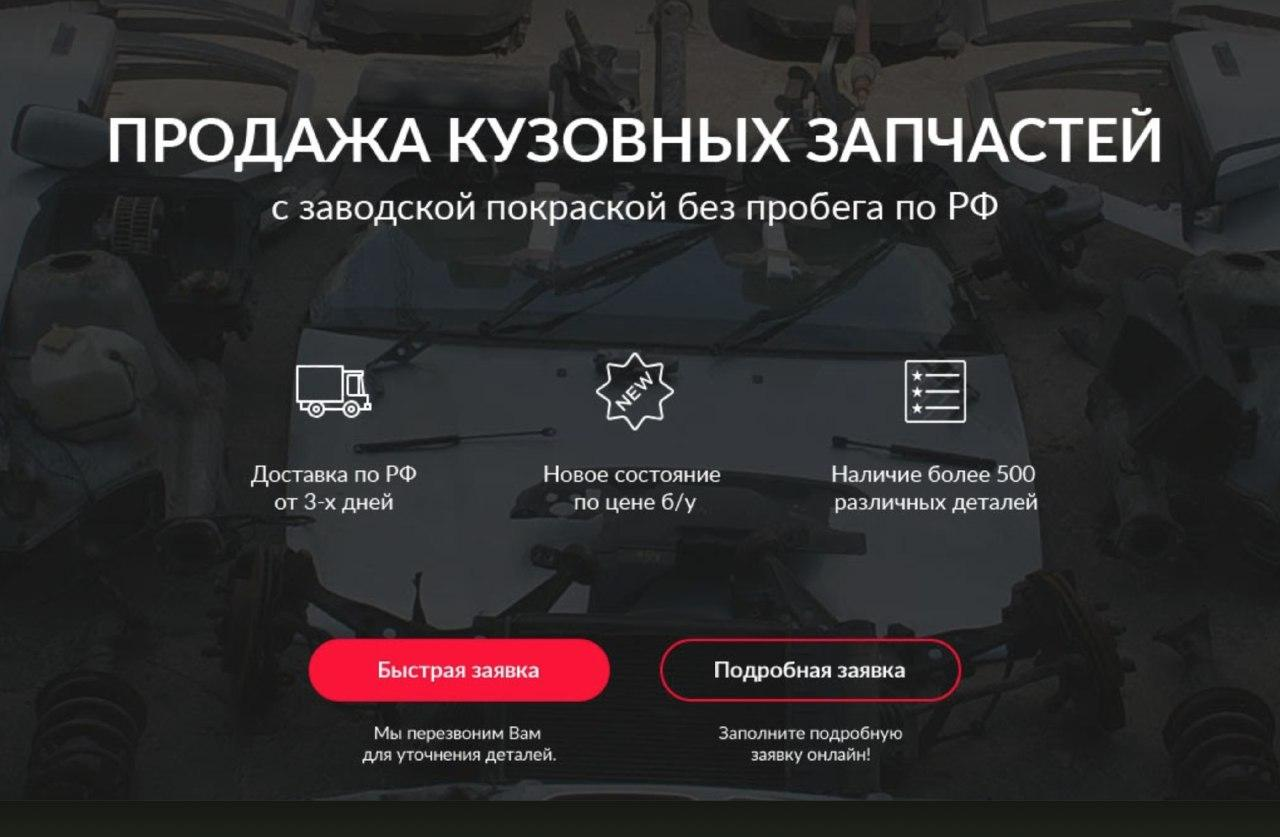 ПРОДАЖА КУЗОВНЫХ ЗАПЧАСТЕЙ
с заводской покраской без пробега по РФ
NEW
Доставка по РФ
от 3-х дней
Новое состояние
по цене б/у
Наличие более 500
различных деталей
Быстрая заявка
Подробная заявка
Мы перезвоним Вам
для уточнения деталей.
Заполните подробную
заявку онлайн!